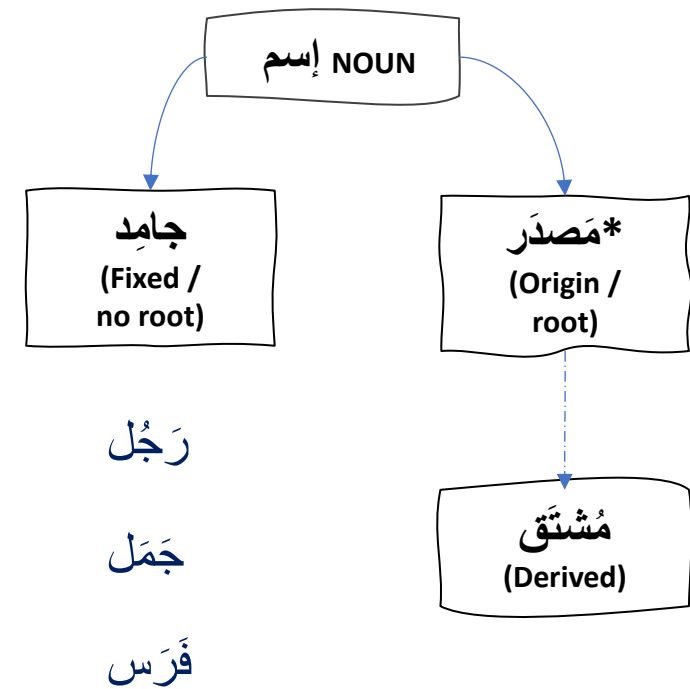 إسم NOUN
جامِد
(Fixed /
no root)
*مَصدَر
(Origin /
root)
رَجُل
جَمَل
فَرَس
مُشتَق
(Derived)